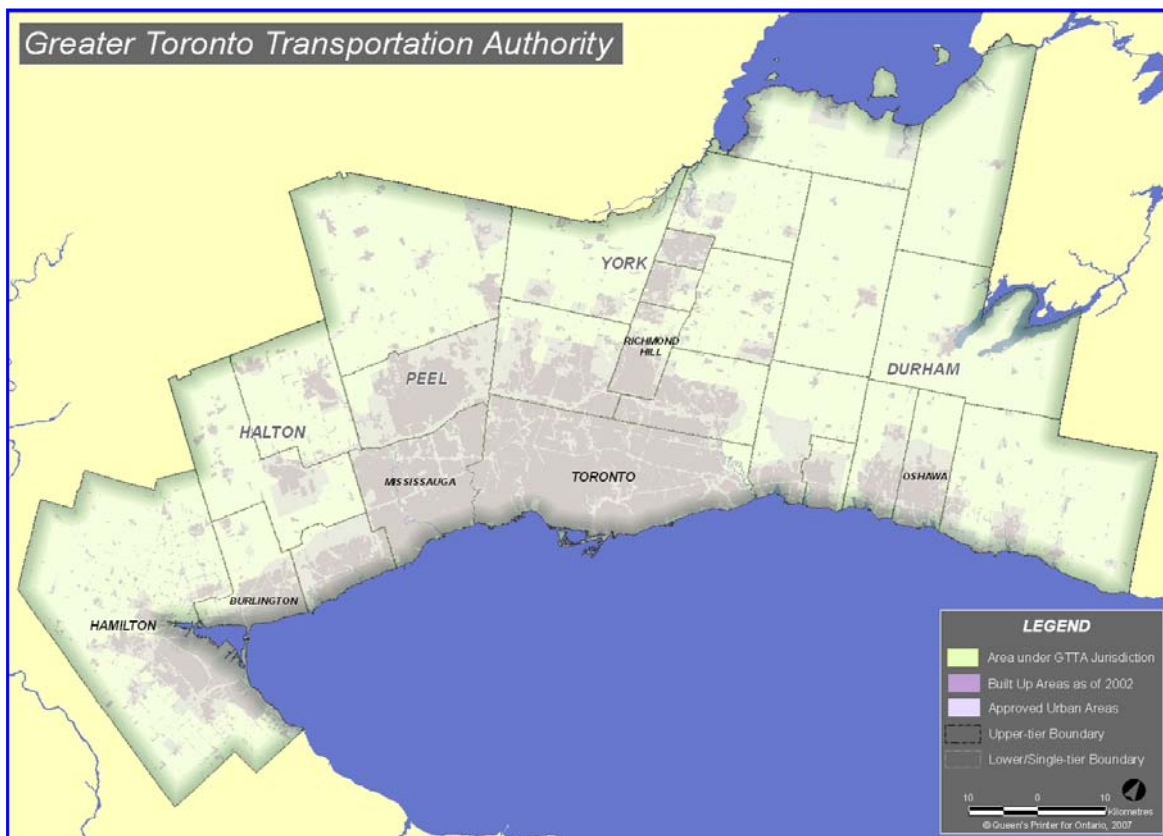 Greater Toronto Transportation Authority
YORK
RICHMOND
HILL
PEEL
DURHAM
HALTON
MISSISSAUGA
TORONTO
OSHAWA
BURLINGTON
HAMILTON
LEGEND
Area under GTTA Jurisdiction
Built Up Areas as of 2002
Approved Urban Areas
Upper-tier Boundary
Lower/Single-tier Boundary
10 0 10
Kilometres
© Queen's Printer for Ontario, 2007